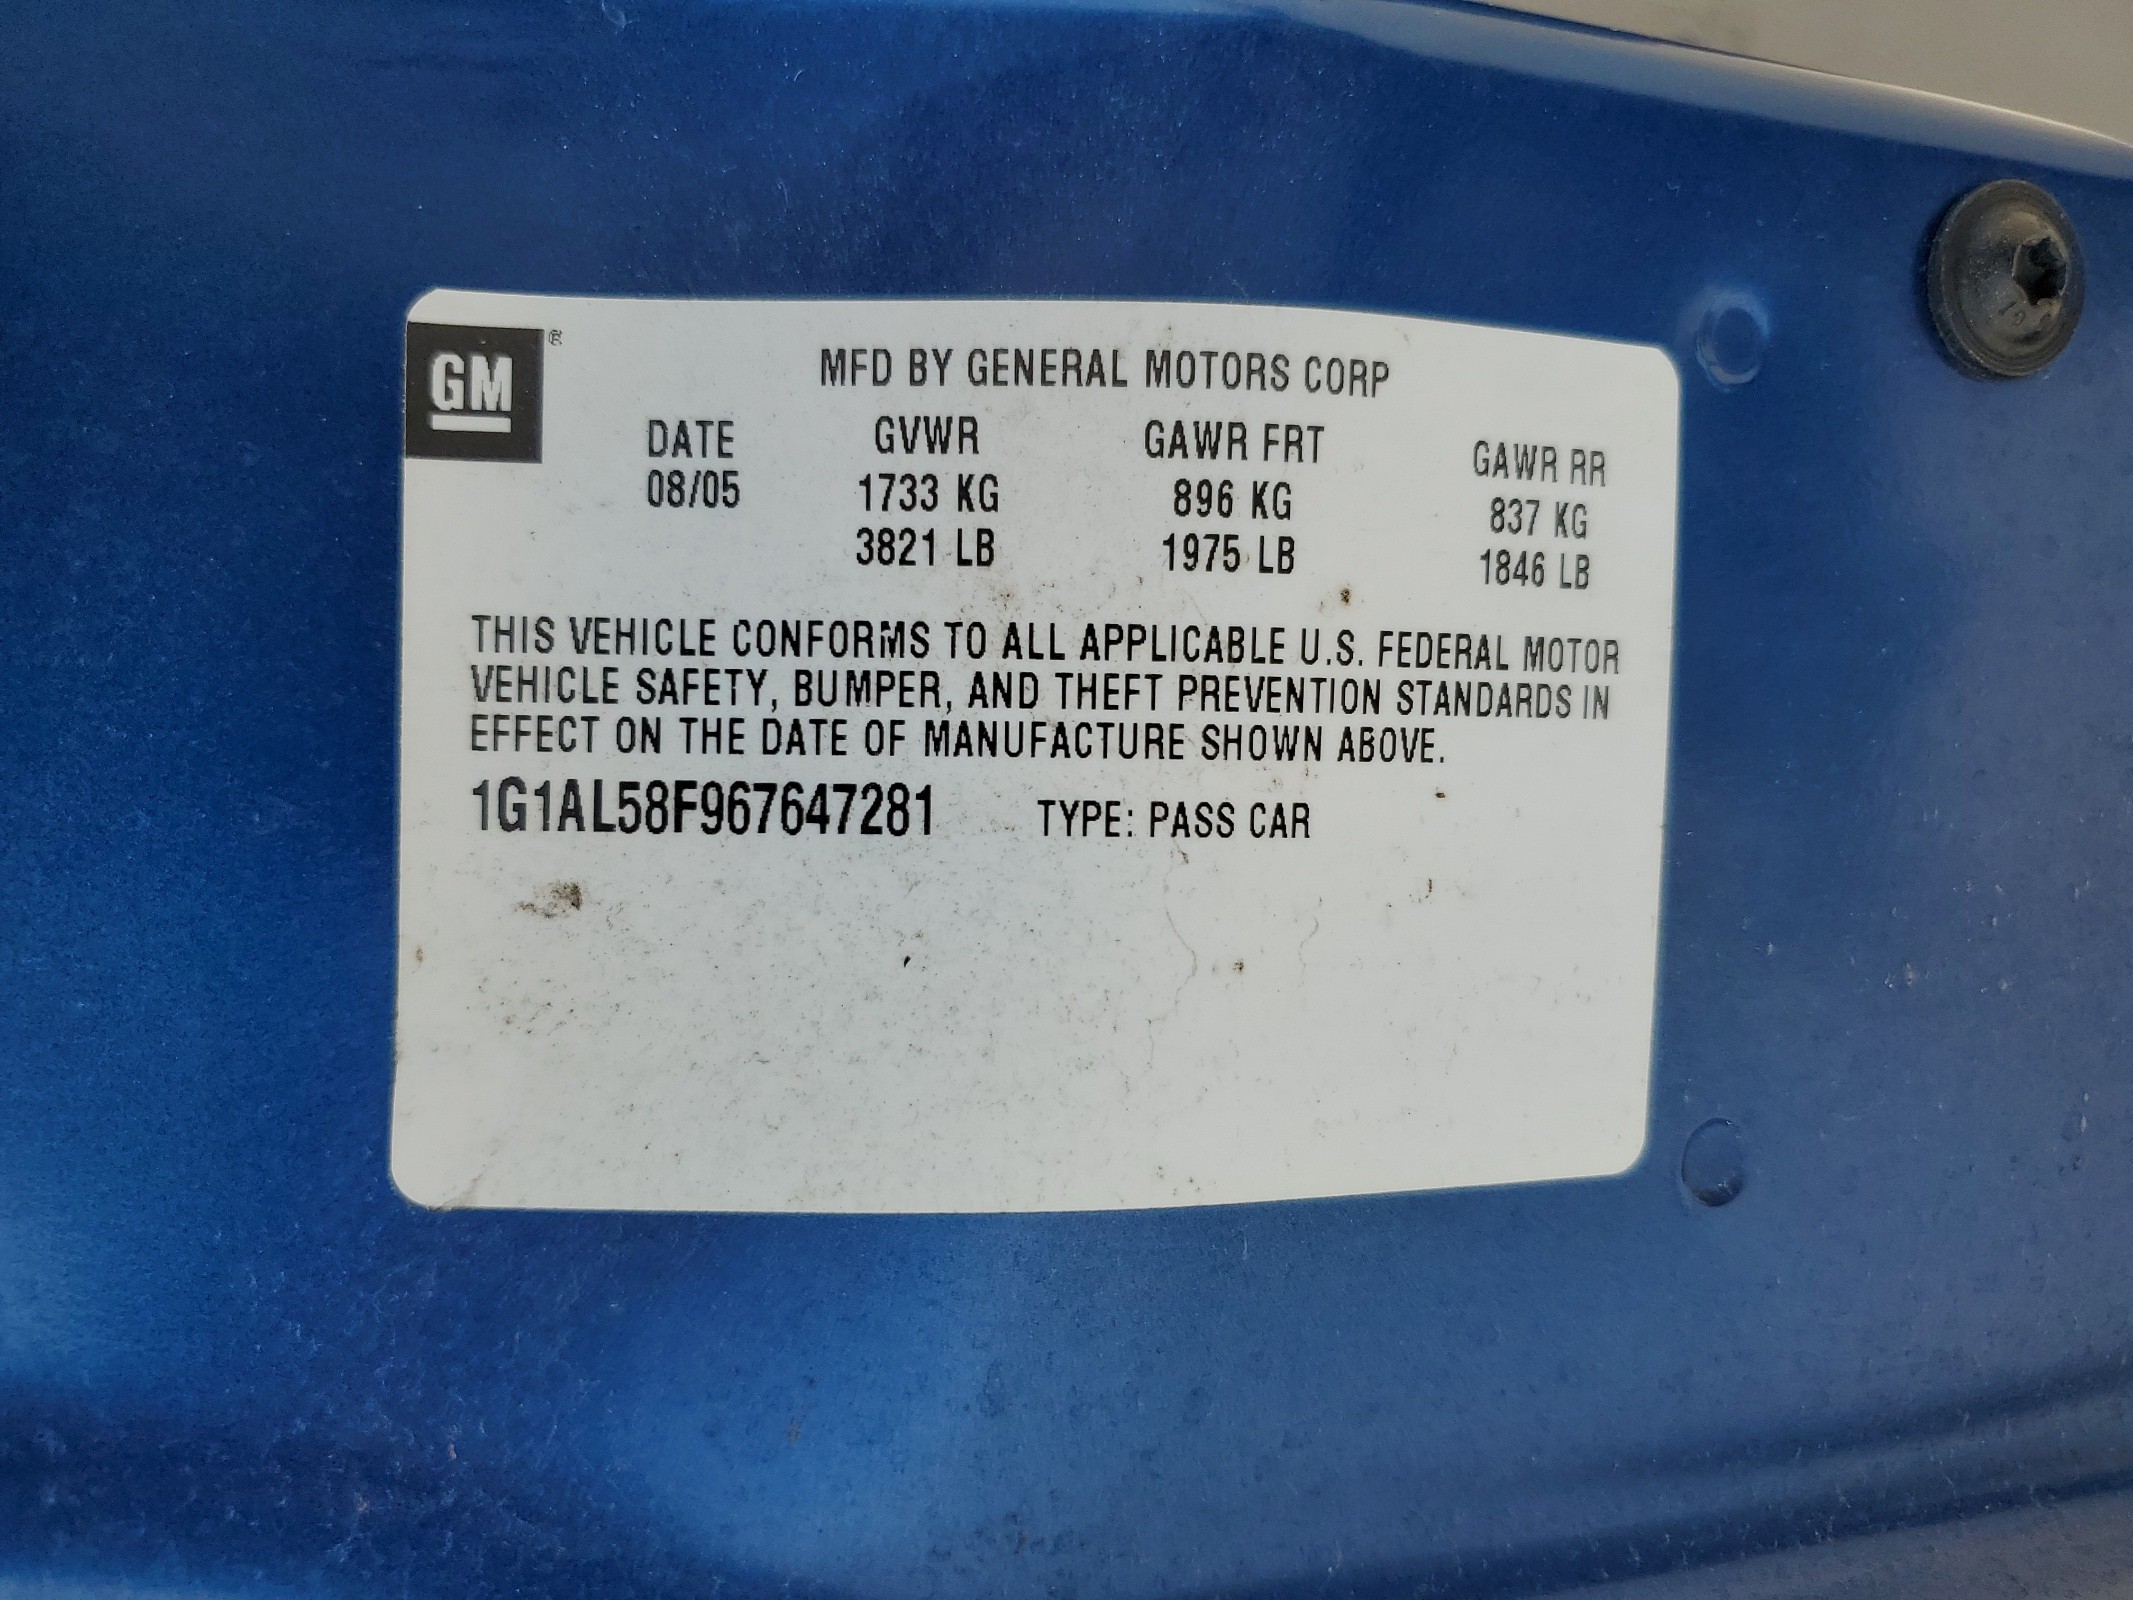 GM®
MFD BY GENERAL MOTORS CORP
DATE GVWR GAWR FRT GAWR RR
08/05 1733 KG 896 KG 837 KG
3821 LB 1975 LB 1846 LB
THIS VEHICLE CONFORMS TO ALL APPLICABLE U.S. FEDERAL MOTOR
VEHICLE SAFETY, BUMPER, AND THEFT PREVENTION STANDARDS IN
EFFECT ON THE DATE OF MANUFACTURE SHOWN ABOVE.
1G1AL58F967647281 TYPE: PASS CAR